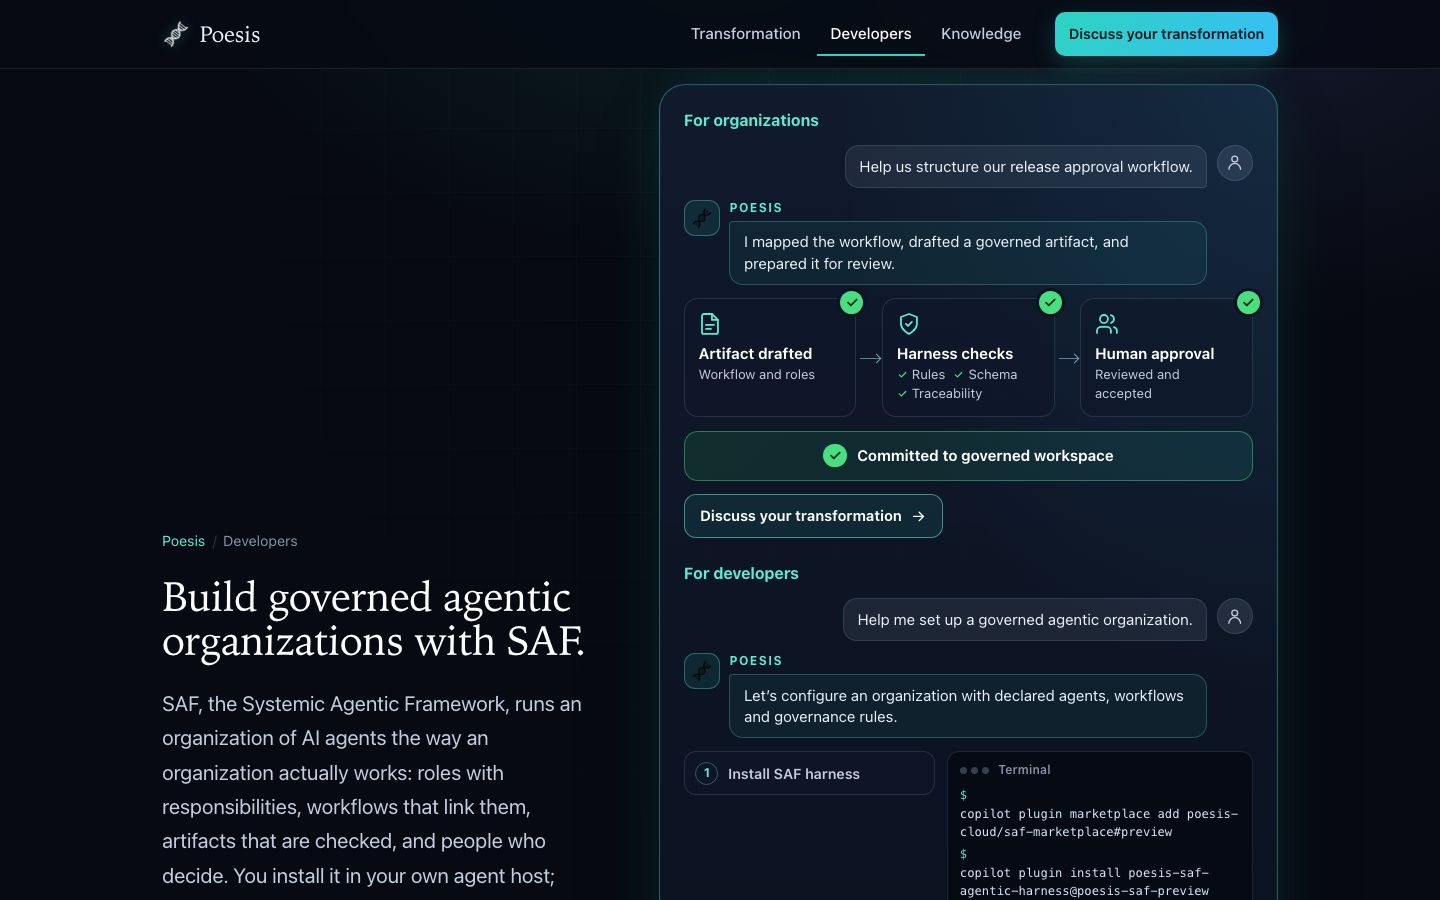 Poesis
Transformation
Developers
Knowledge
Discuss your transformation
Poesis / Developers
Build governed agentic
organizations with SAF.
SAF, the Systemic Agentic Framework, runs an
organization of AI agents the way an
organization actually works: roles with
responsibilities, workflows that link them,
artifacts that are checked, and people who
decide. You install it in your own agent host;
For organizations
Help us structure our release approval workflow.
POESIS
I mapped the workflow, drafted a governed artifact, and
prepared it for review.
Artifact drafted
Workflow and roles
Harness checks
Rules Schema
Traceability
Human approval
Reviewed and
accepted
Committed to governed workspace
Discuss your transformation →
For developers
Help me set up a governed agentic organization.
POESIS
Let’s configure an organization with declared agents, workflows
and governance rules.
1 Install SAF harness
Terminal
$
copilot plugin marketplace add poesis-
cloud/saf-marketplace#preview
$
copilot plugin install poesis-saf-
agentic-harness@poesis-saf-preview